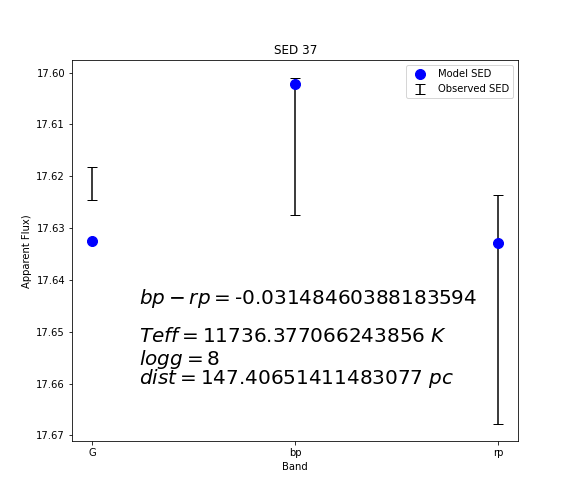 SED 37
Model SED
Observed SED
17.60
17.61
17.62
17.63
17.64
17.65
17.66
17.67
Apparent Flux)
bp − rp = -0.03148460388183594
Teff = 11736.377066243856 K
logg = 8
dist = 147.40651411483077 pc
G bp rp
Band